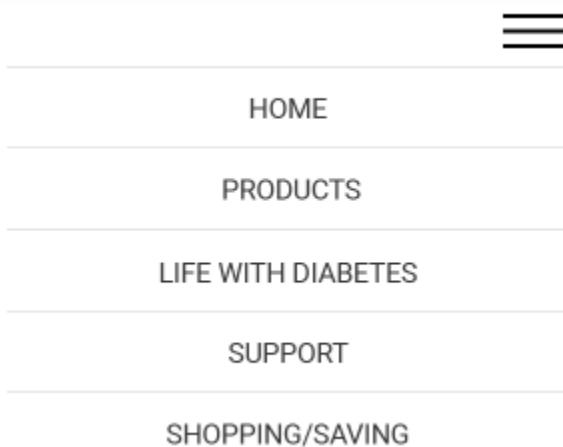 HOME
PRODUCTS
LIFE WITH DIABETES
SUPPORT
SHOPPING/SAVING